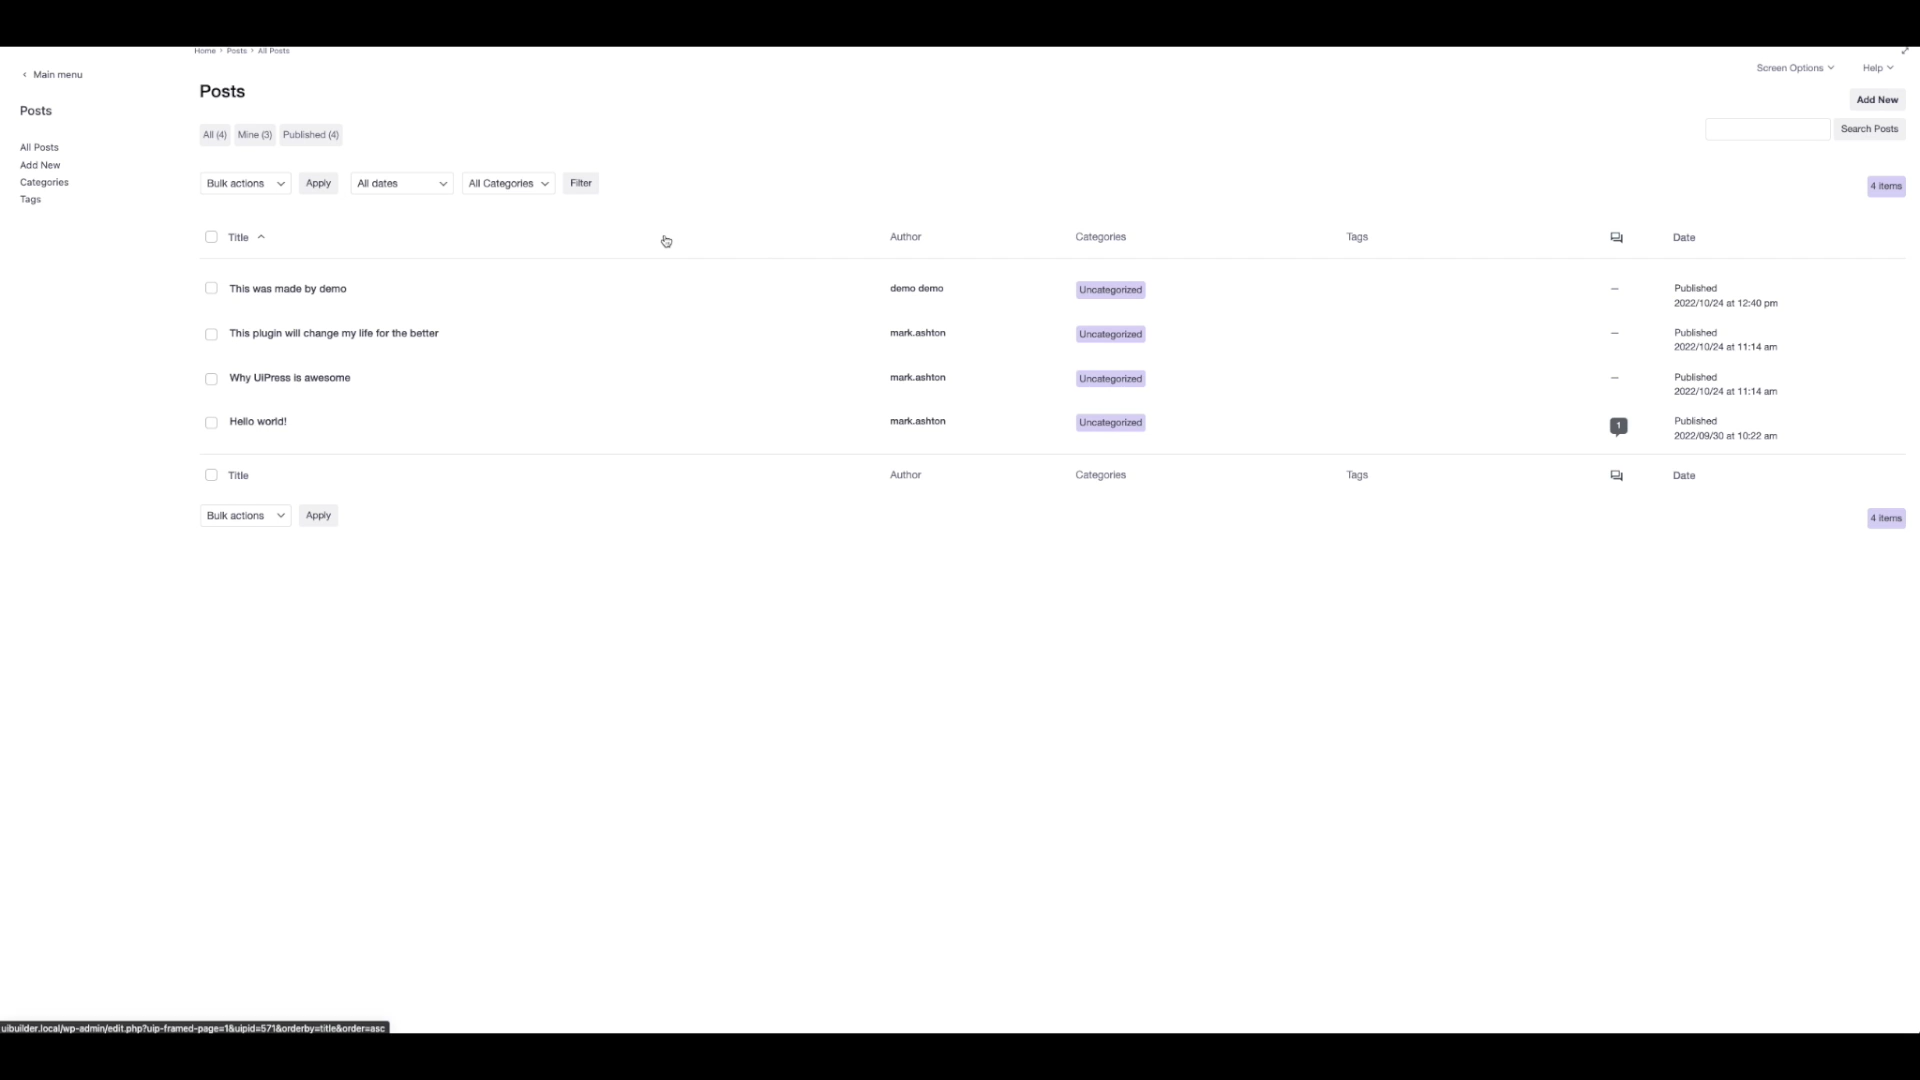 Home › Posts › All Posts
‹ Main menu
Screen Options
Help
Posts
Add New
Posts
All (4) Mine (3) Published (4)
Search Posts
All Posts
Add New
Categories
Tags
Bulk actions Apply All dates All Categories Filter
4 items
Title Author Categories Tags Date
This was made by demo demo demo Uncategorized — Published
2022/10/24 at 12:40 pm
This plugin will change my life for the better mark.ashton Uncategorized — Published
2022/10/24 at 11:14 am
Why UiPress is awesome mark.ashton Uncategorized — Published
2022/10/24 at 11:14 am
Hello world! mark.ashton Uncategorized 1 Published
2022/09/30 at 10:22 am
Title Author Categories Tags Date
Bulk actions Apply
4 items
uibuilder.local/wp-admin/edit.php?uip-framed-page=1&uipid=571&orderby=title&order=asc